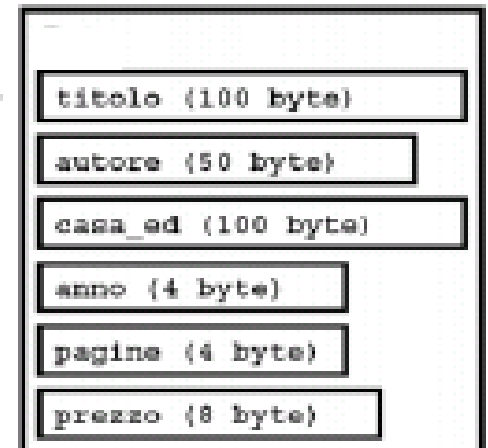 titolo (100 byte)
autore (50 byte)
casa_ed (100 byte)
anno (4 byte)
pagine (4 byte)
prezzo (8 byte)